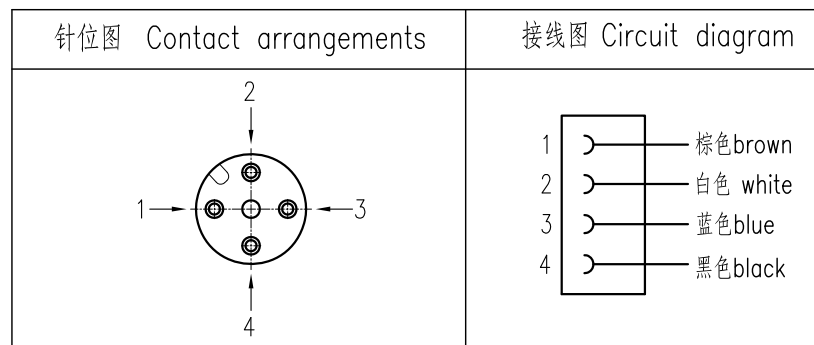 针位图 Contact arrangements
接线图 Circuit diagram
2
1
3
4
1 棕色brown
2 白色 white
3 蓝色blue
4 黑色black